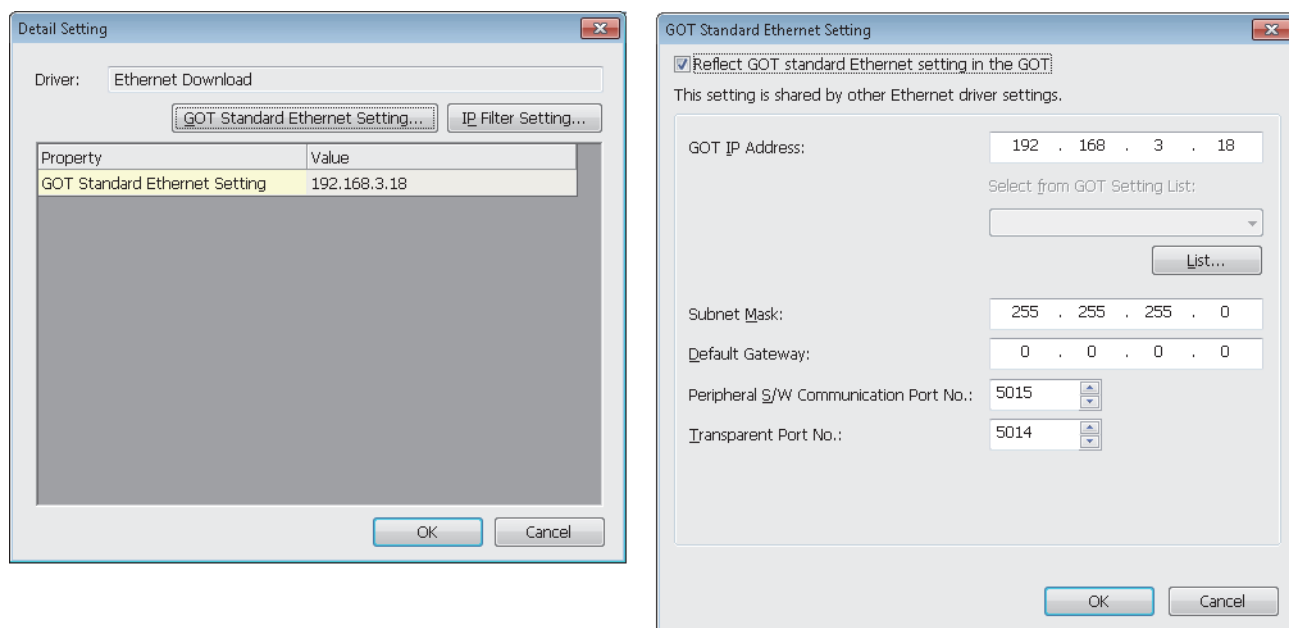 Detail Setting
Driver: Ethernet Download
GOT Standard Ethernet Setting... IP Filter Setting...
Property Value
GOT Standard Ethernet Setting 192.168.3.18
OK Cancel
GOT Standard Ethernet Setting
Reflect GOT standard Ethernet setting in the GOT
This setting is shared by other Ethernet driver settings.
GOT IP Address: 192 . 168 . 3 . 18
Select from GOT Setting List:
List...
Subnet Mask: 255 . 255 . 255 . 0
Default Gateway: 0 . 0 . 0 . 0
Peripheral S/W Communication Port No.: 5015
Transparent Port No.: 5014
OK Cancel